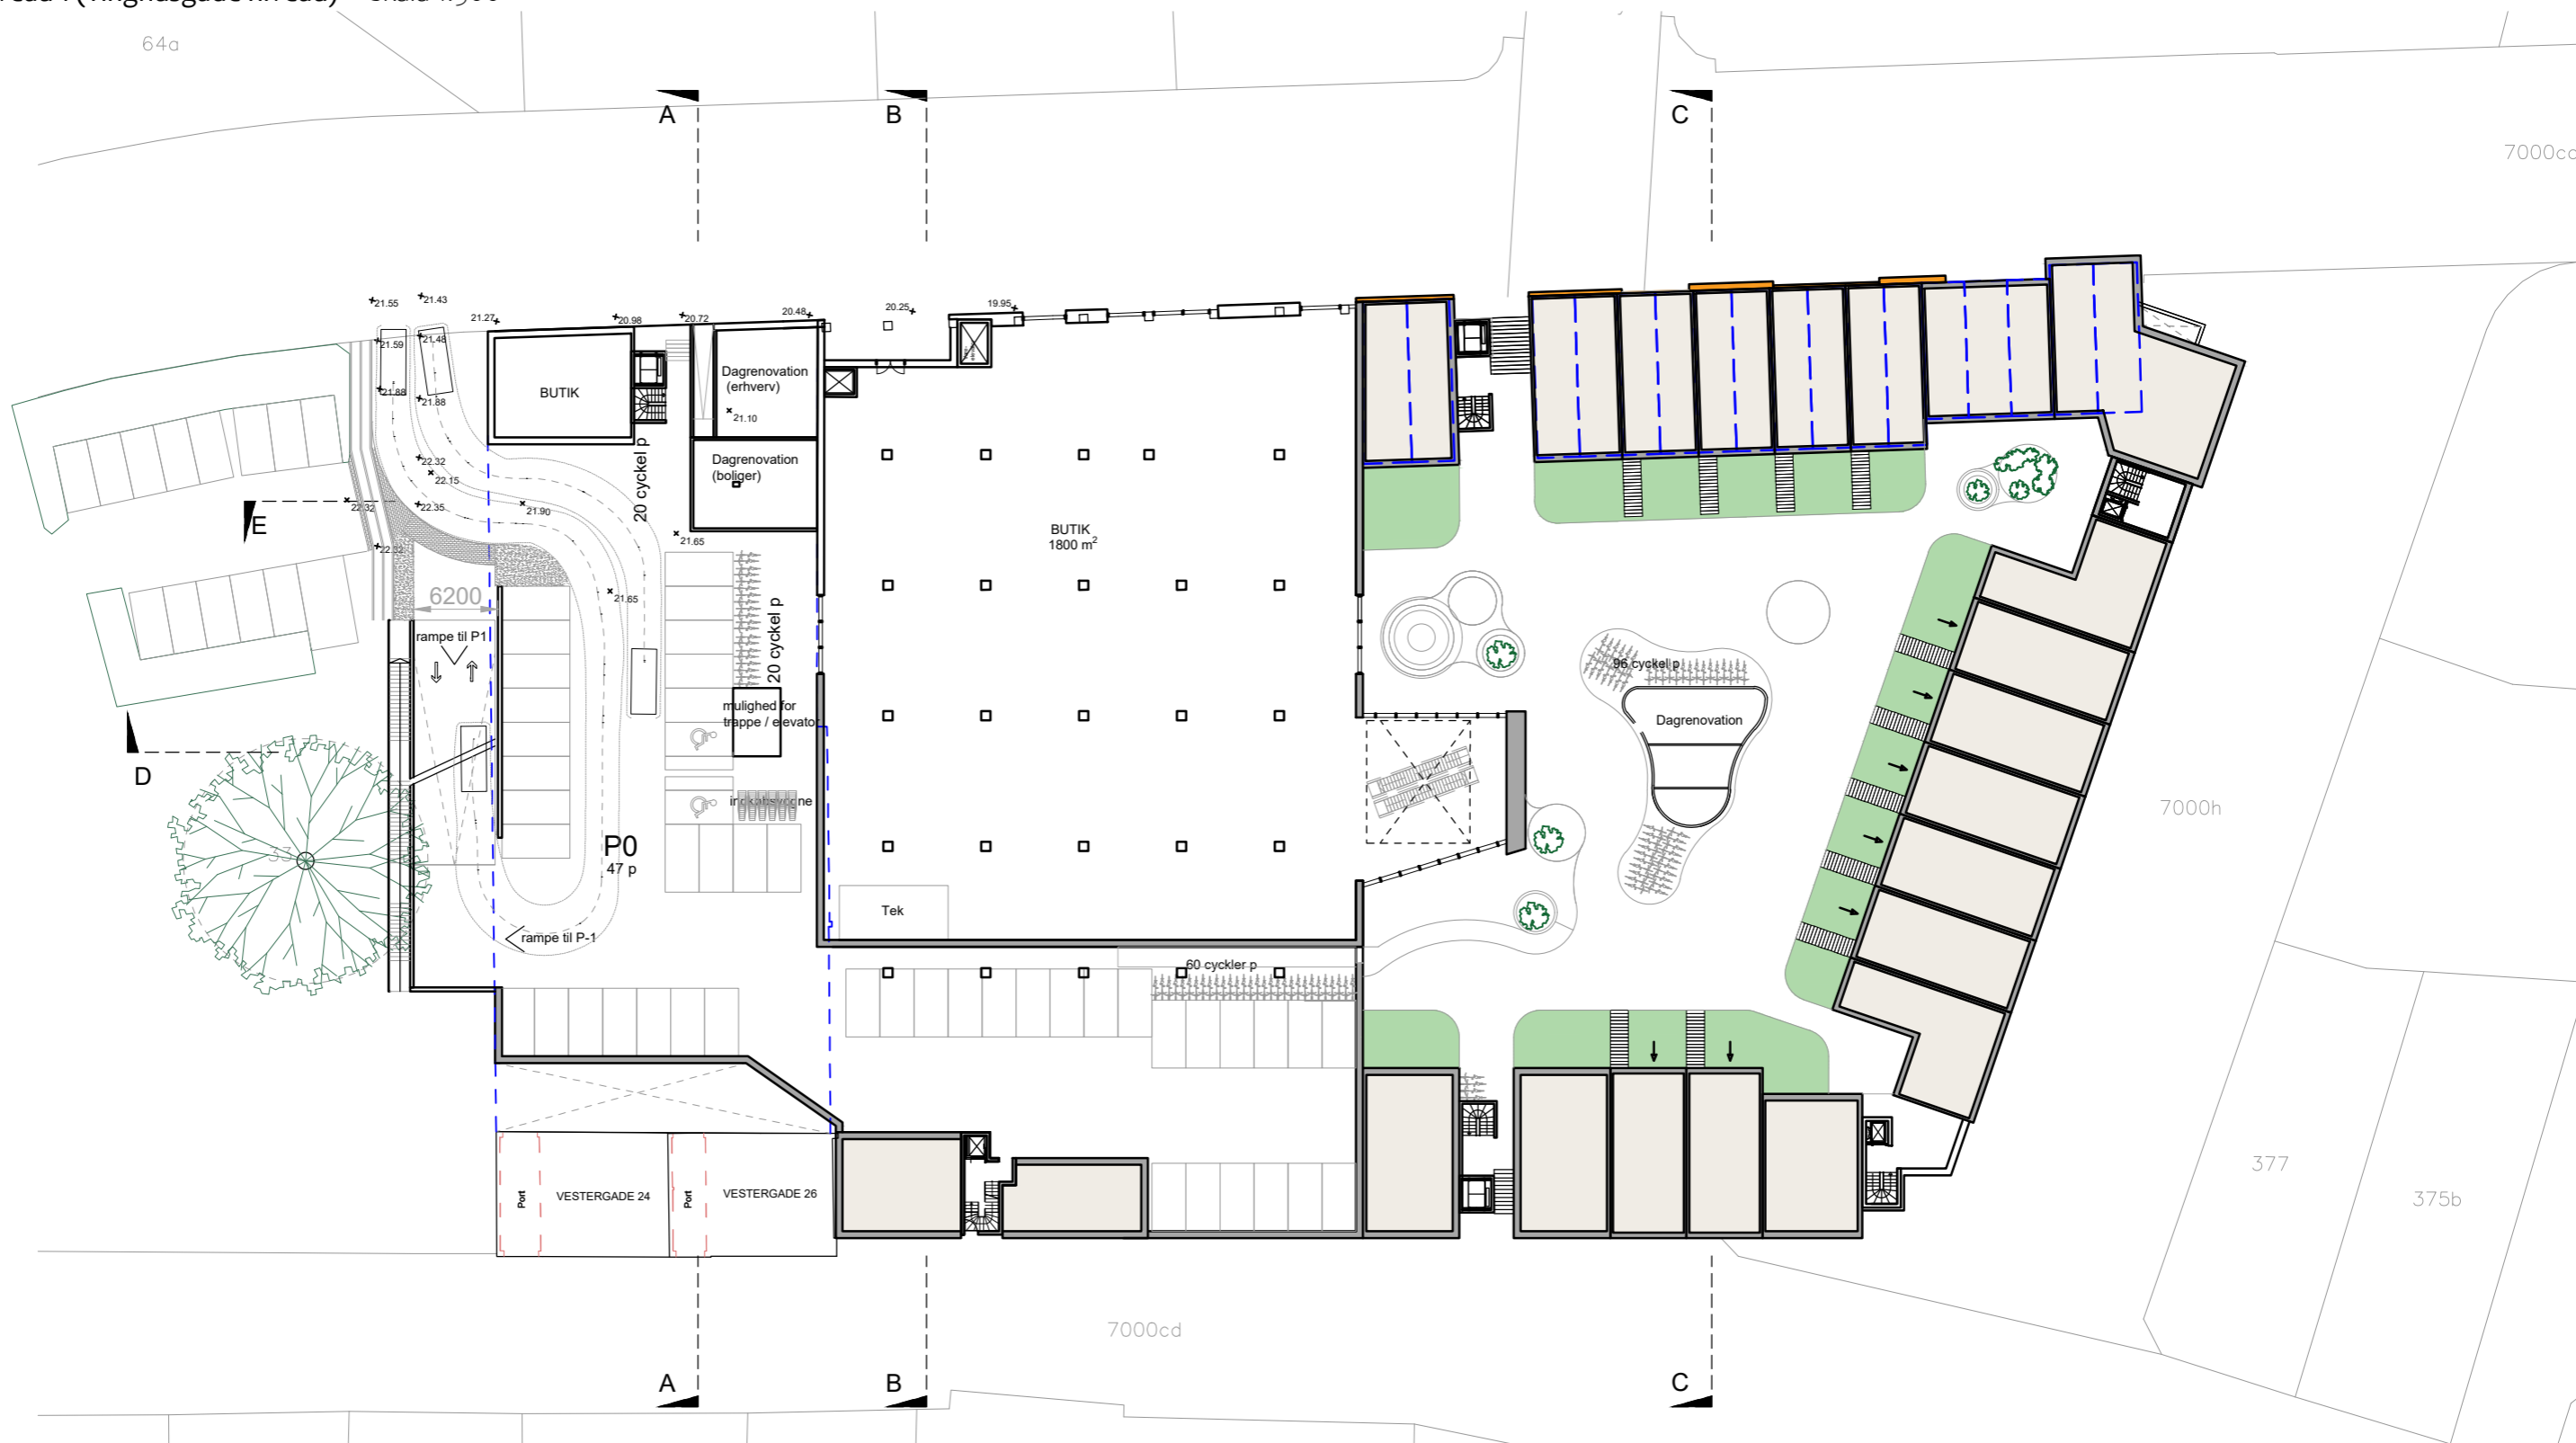 64a
A
B
C
21.55
21.43
21.27
20.98
20.72
20.48
20.25
19.95
21.59
21.48
21.88
21.88
BUTIK
Dagrenovation
(erhverv)
21.10
20 cyckel p
Dagrenovation
(boliger)
22.32
22.15
22.32
22.35
21.90
E
21.65
BUTIK
1800 m²
6200
21.65
rampe til P1
20 cyckel p
96 cyckel p
mulighed for
trappe / elevator
Dagrenovation
D
7000h
P0
47 p
Tek
rampe til P-1
60 cyckler p
Port
VESTERGADE 24
Port
VESTERGADE 26
377
375b
7000cd
A
B
C